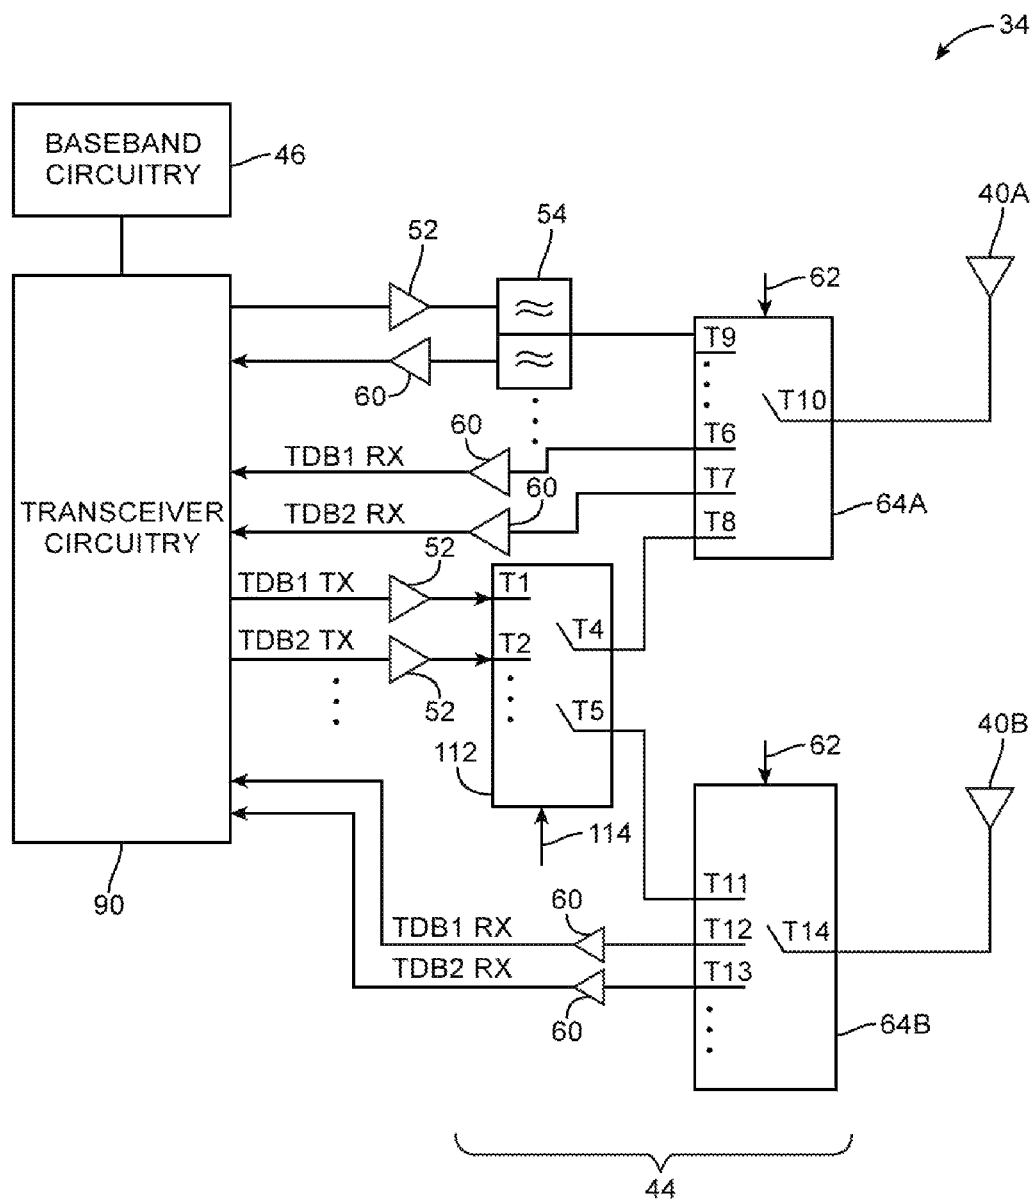 34
BASEBAND
CIRCUITRY
46
40A
52
54
62
T9
T10
60
T6
60
TDB1 RX
T7
60
64A
TRANSCEIVER
CIRCUITRY
TDB2 RX
T8
52
TDB1 TX
T1
T4
TDB2 TX
T2
52
T5
40B
112
62
114
90
T11
60
TDB1 RX
T12
T14
TDB2 RX
T13
60
64B
44